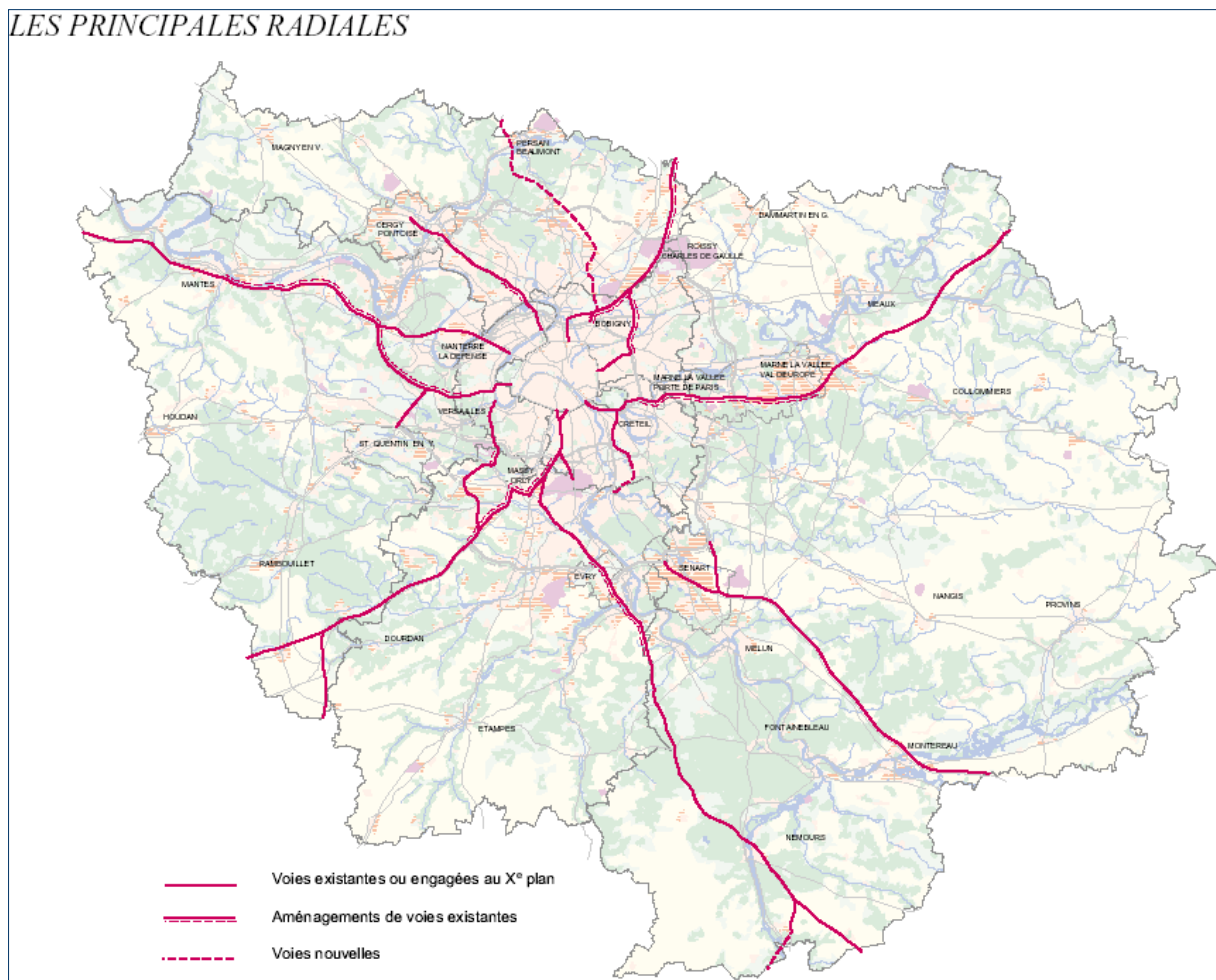 LES PRINCIPALES RADIALES
PERSAN
BEAUMONT
MAGNY EN V.
DAMMARTIN EN G.
CERGY
PONTOISE
ROISSY
CHARLES DE GAULLE
MANTES
MEAUX
BOBIGNY
NANTERRE
LA DEFENSE
MARNE LA VALLEE
VAL D'EUROPE
MARNE LA VALLEE
PORTE DE PARIS
COULOMMIERS
VERSAILLES
HOUDAN
CRETEIL
ST. QUENTIN EN Y.
MASSY
ORLY
RAMBOUILLET
EVRY
SENART
NANGIS
PROVINS
DOURDAN
MELUN
ETAMPES
FONTAINEBLEAU
MONTEREAU
NEMOURS
Voies existantes ou engagées au Xº plan
Aménagements de voies existantes
Voies nouvelles